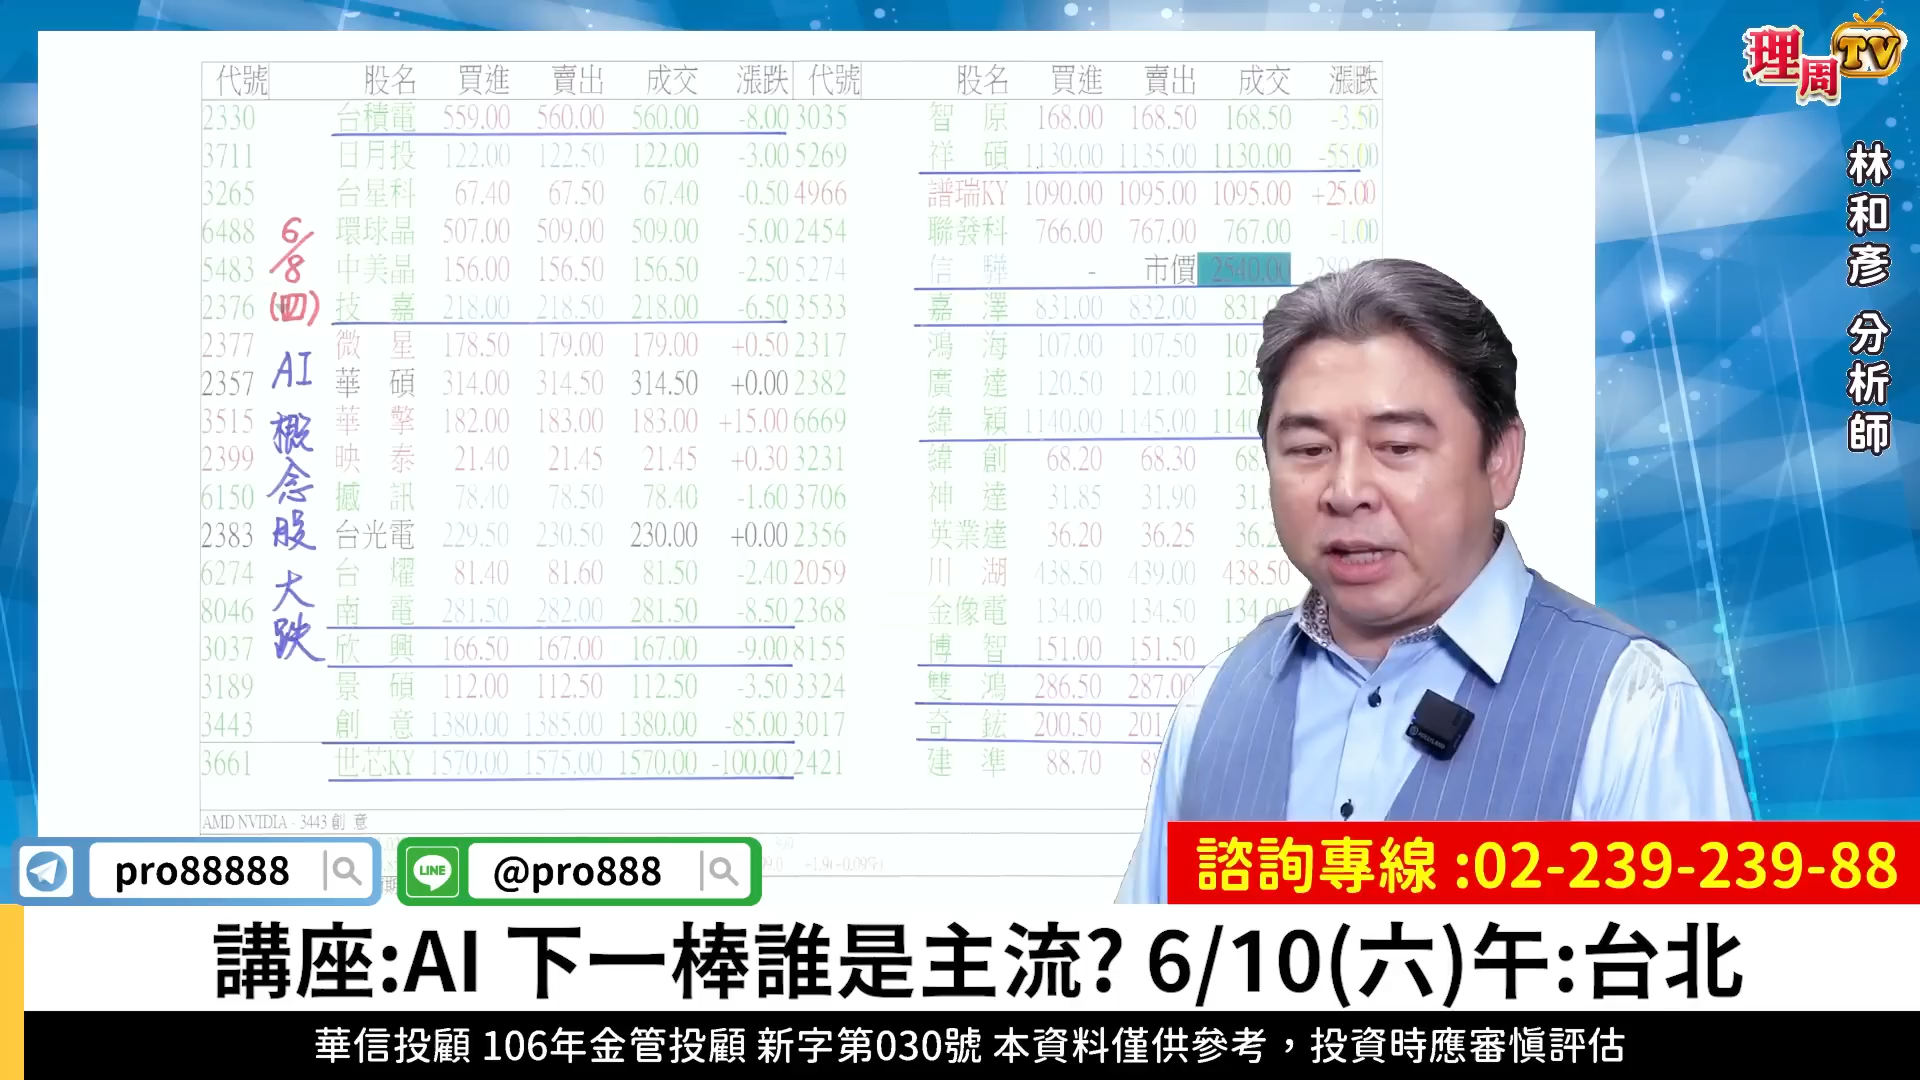 理周TV
林和彥 分析師
代號 股名 買進 賣出 成交 漲跌 代號 股名 買進 賣出 成交 漲跌
2330 台積電 559.00 560.00 560.00 -8.00 3035 智原 168.00 168.50 168.50 -3.50
3711 日月投 122.00 122.50 122.00 -3.00 5269 祥碩 1130.00 1135.00 1130.00 -55.00
3265 台星科 67.40 67.50 67.40 -0.50 4966 譜瑞KY 1090.00 1095.00 1095.00 +25.00
6488 環球晶 507.00 509.00 509.00 -5.00 2454 聯發科 766.00 767.00 767.00 -1.00
5483 中美晶 156.00 156.50 156.50 -2.50 5274 信驊 - 市價 2540.00
2376 技嘉 218.00 218.50 218.00 -6.50 3533 嘉澤 831.00 832.00
2377 微星 178.50 179.00 179.00 +0.50 2317 鴻海 107.00 107.50
2357 華碩 314.00 314.50 314.50 +0.00 2382 廣達 120.50 121.00
3515 華擎 182.00 183.00 183.00 +15.00 6669 緯穎 1140.00 1145.00
2399 映泰 21.40 21.45 21.45 +0.30 3231 緯創 68.20 68.30
6150 撼訊 78.40 78.50 78.40 -1.60 3706 神達 31.85 31.90
2383 台光電 229.50 230.50 230.00 +0.00 2356 英業達 36.20 36.25
6274 台燿 81.40 81.60 81.50 -2.40 2059 川湖 438.50 439.00 438.50
8046 南電 281.50 282.00 281.50 -8.50 2368 金像電 134.00 134.50 134.00
3037 欣興 166.50 167.00 167.00 -9.00 8155 博智 151.00 151.50
3189 景碩 112.00 112.50 112.50 -3.50 3324 雙鴻 286.50 287.00
3443 創意 1380.00 1385.00 1380.00 -85.00 3017 奇鋐 200.50
3661 世芯KY 1570.00 1575.00 1570.00 -100.00 2421 建準 88.70
6/8
(四)
AI概念股大跌
AMD NVIDIA - 3443 創意
-1.9(-0.09%)
pro88888
LINE @pro888
諮詢專線 :02-239-239-88
講座:AI 下一棒誰是主流? 6/10(六)午:台北
華信投顧 106年金管投顧 新字第030號 本資料僅供參考，投資時應審慎評估